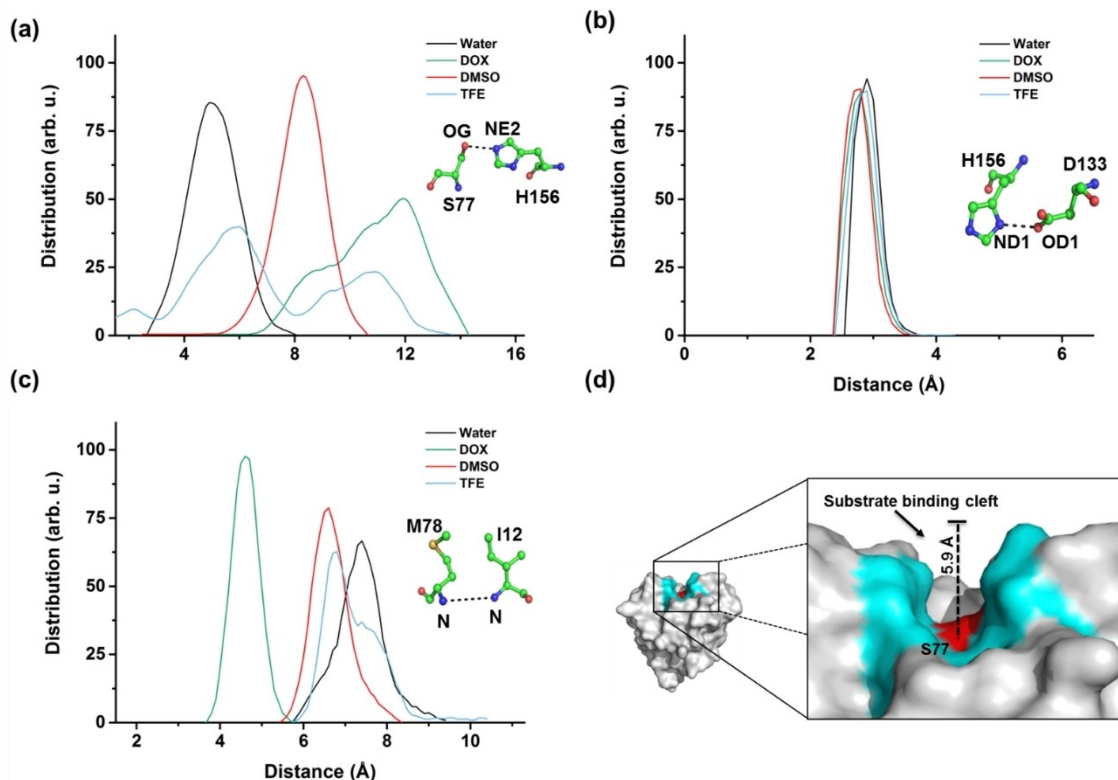 (a)
Distribution (arb. u.)
100
75
50
25
0
4
8
12
16
Water
DOX
DMSO
TFE
OG
NE2
S77
H156
(b)
Distribution (arb. u.)
100
75
50
25
0
0
2
4
6
Distance (Å)
Water
DOX
DMSO
TFE
H156
D133
ND1
OD1
(c)
Distribution (arb. u.)
100
75
50
25
0
2
4
6
8
10
Distance (Å)
Water
DOX
DMSO
TFE
M78
I12
N
N
(d)
Substrate binding cleft
5.9 Å
S77